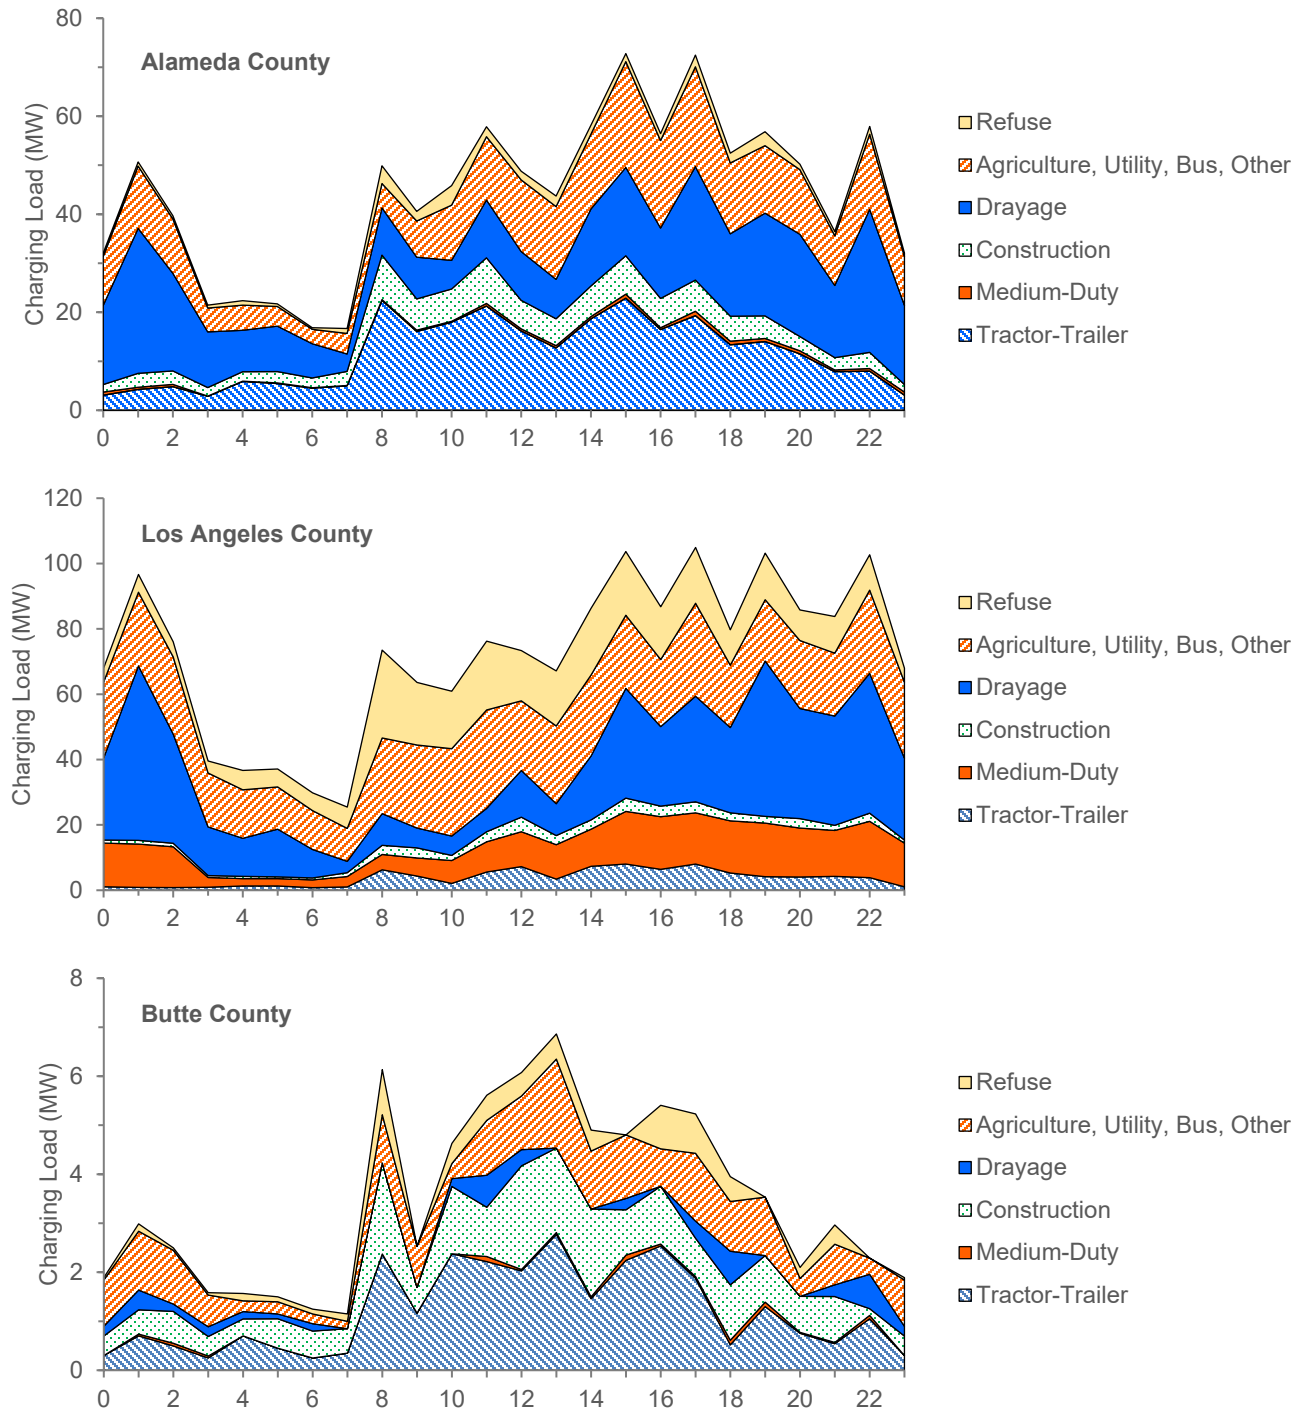 Alameda County
Charging Load (MW)
80
60
40
20
0
0 2 4 6 8 10 12 14 16 18 20 22
Refuse
Agriculture, Utility, Bus, Other
Drayage
Construction
Medium-Duty
Tractor-Trailer
Los Angeles County
Charging Load (MW)
120
100
80
60
40
20
0
0 2 4 6 8 10 12 14 16 18 20 22
Refuse
Agriculture, Utility, Bus, Other
Drayage
Construction
Medium-Duty
Tractor-Trailer
Butte County
Charging Load (MW)
8
6
4
2
0
0 2 4 6 8 10 12 14 16 18 20 22
Refuse
Agriculture, Utility, Bus, Other
Drayage
Construction
Medium-Duty
Tractor-Trailer